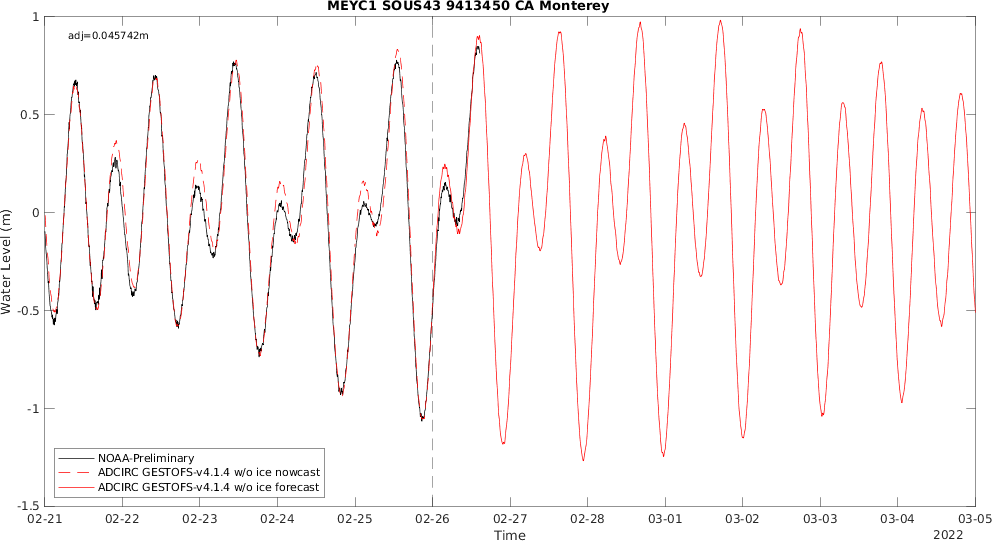 MEYC1 SOUS43 9413450 CA Monterey
adj=0.045742m
1
0.5
0
-0.5
-1
-1.5
Water Level (m)
NOAA-Preliminary
ADCIRC GESTOFS-v4.1.4 w/o ice nowcast
ADCIRC GESTOFS-v4.1.4 w/o ice forecast
02-21 02-22 02-23 02-24 02-25 02-26 02-27 02-28 03-01 03-02 03-03 03-04 03-05
Time
2022